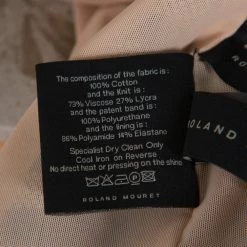 The composition of the fabric is :
100% Cotton
and the Knit is:
73% Viscose 27% Lycra
and the patent band is:
100% Polyurethane
and the lining is:
86% Polyamide 14% Elastane
Specialist Dry Clean Only
Cool Iron on Reverse
No direct heat or pressing on the shin
ROLAND MOURET
ROLAND